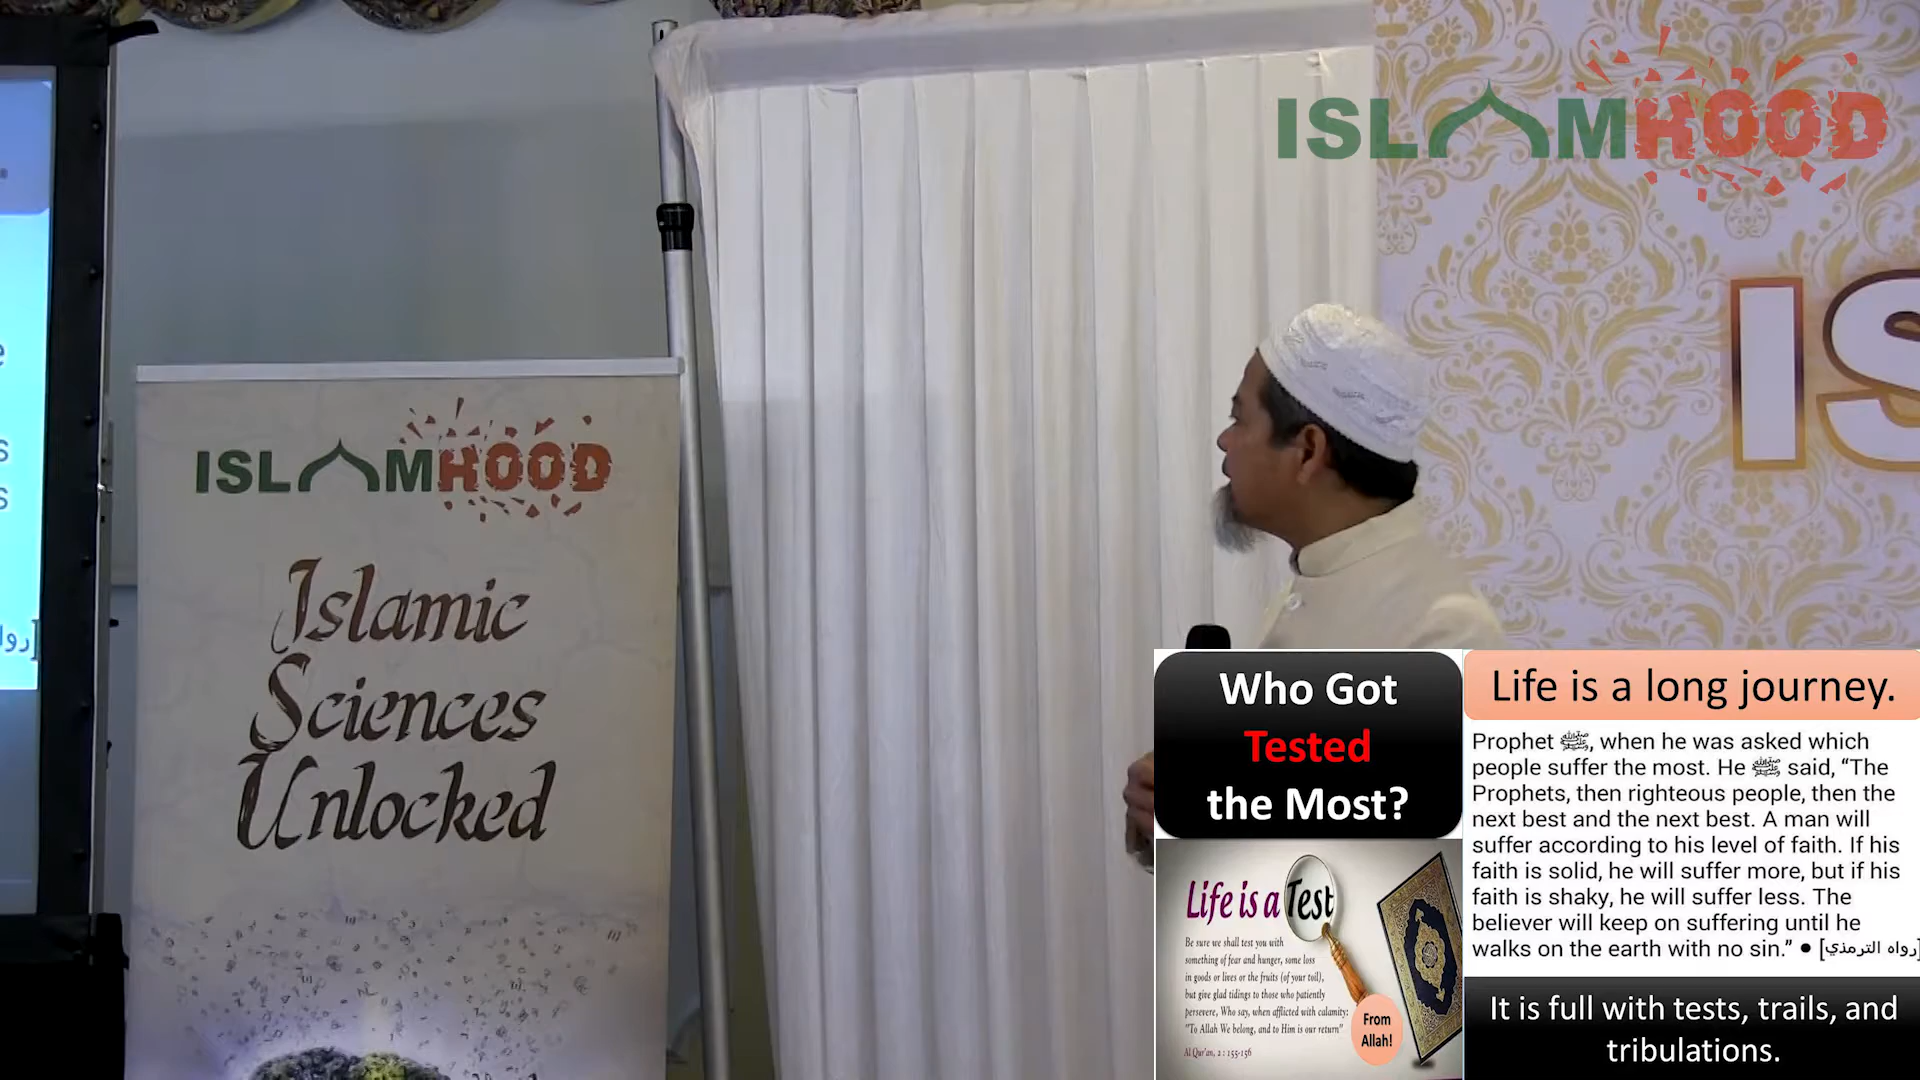 ISLAMHOOD
IS
ISLAMHOOD
Islamic
Sciences
Unlocked
e
s
s
[روا
Who Got
Tested
the Most?
Life is a Test
Be sure we shall test you with
something of fear and hunger, some loss
in goods or lives or the fruits (of your toil),
but give glad tidings to those who patiently
persevere, Who say, when afflicted with calamity:
"To Allah We belong, and to Him is our return"
Al Qur'an, 2 : 155-156
From
Allah!
Life is a long journey.
Prophet ﷺ, when he was asked which
people suffer the most. He ﷺ said, “The
Prophets, then righteous people, then the
next best and the next best. A man will
suffer according to his level of faith. If his
faith is solid, he will suffer more, but if his
faith is shaky, he will suffer less. The
believer will keep on suffering until he
walks on the earth with no sin.” ● [رواه الترمذي]
It is full with tests, trails, and
tribulations.